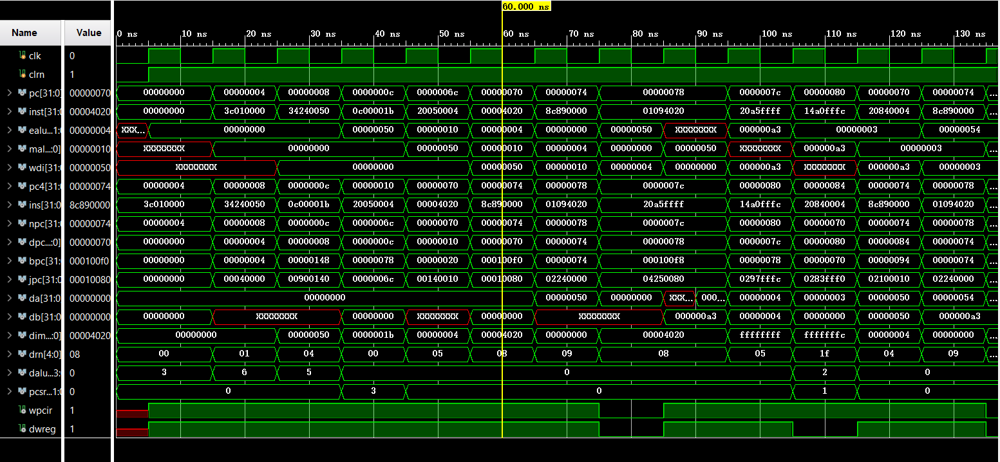 60.000 ns
Name Value 0 ns 10 ns 20 ns 30 ns 40 ns 50 ns 60 ns 70 ns 80 ns 90 ns 100 ns 110 ns 120 ns 130 ns
clk 0
clrn 1
pc[31:0] 00000070 00000000 00000004 00000008 0000000c 0000006c 00000070 00000074 00000078 0000007c 00000080 00000070 00000074 ...
inst[31:0 00004020 00000000 3c010000 34240050 0c00001b 20050004 00004020 8c890000 01094020 20a5ffff 14a0fffc 20840004 8c890000 ...
ealu...1:0 00000004 XXX... 00000000 00000050 00000010 00000004 00000000 00000050 XXXXXXXX 000000a3 00000003 00000054
mal...:0] 00000010 XXXXXXXX 00000000 00000050 00000010 00000004 00000000 00000050 XXXXXXXX 000000a3 00000003 ...
wdi[31:0 00000050 XXXXXXXX 00000000 00000050 00000010 00000004 00000000 000000a3 XXXXXXXX 000000a3 00000003
pc4[31:0 00000074 00000004 00000008 0000000c 00000010 00000070 00000074 00000078 0000007c 00000080 00000084 00000074 00000078 ...
ins[31:0] 8c890000 3c010000 34240050 0c00001b 20050004 00004020 8c890000 01094020 20a5ffff 14a0fffc 20840004 8c890000 01094020 ...
npc[31:0 00000074 00000004 00000008 0000000c 0000006c 00000070 00000074 00000078 0000007c 00000080 00000070 00000074 00000078 ...
dpc...:0] 00000070 00000000 00000004 00000008 0000000c 00000010 00000070 00000074 00000078 0000007c 00000080 00000084 00000074 ...
bpc[31: 000100f0 00000000 00000004 00000148 00000078 00000020 000100f0 00000074 000100f8 00000078 00000070 00000094 00000074 ...
jpc[31:0 00010080 00000000 00040000 00900140 0000006c 00140010 00010080 02240000 04250080 0297fffc 0283fff0 02100010 02240000 ...
da[31:0] 00000000 00000000 00000050 00000000 XXX... 000... 00000004 00000003 00000050 00000054 ...
db[31:0] 00000000 00000000 XXXXXXXX 00000000 XXXXXXXX 00000000 XXXXXXXX 000000a3 00000004 00000000 00000050 000000a3
dim...:0] 00004020 00000000 00000050 0000001b 00000004 00004020 00000000 00004020 ffffffff fffffffc 00000004 00000000 ...
drn[4:0] 08 00 01 04 00 05 08 09 08 05 1f 04 09 ...
dalu...3: 0 3 6 5 0 2 0
pcsr...1:0 0 0 3 0 1 0
wpcir 1
dwreg 1